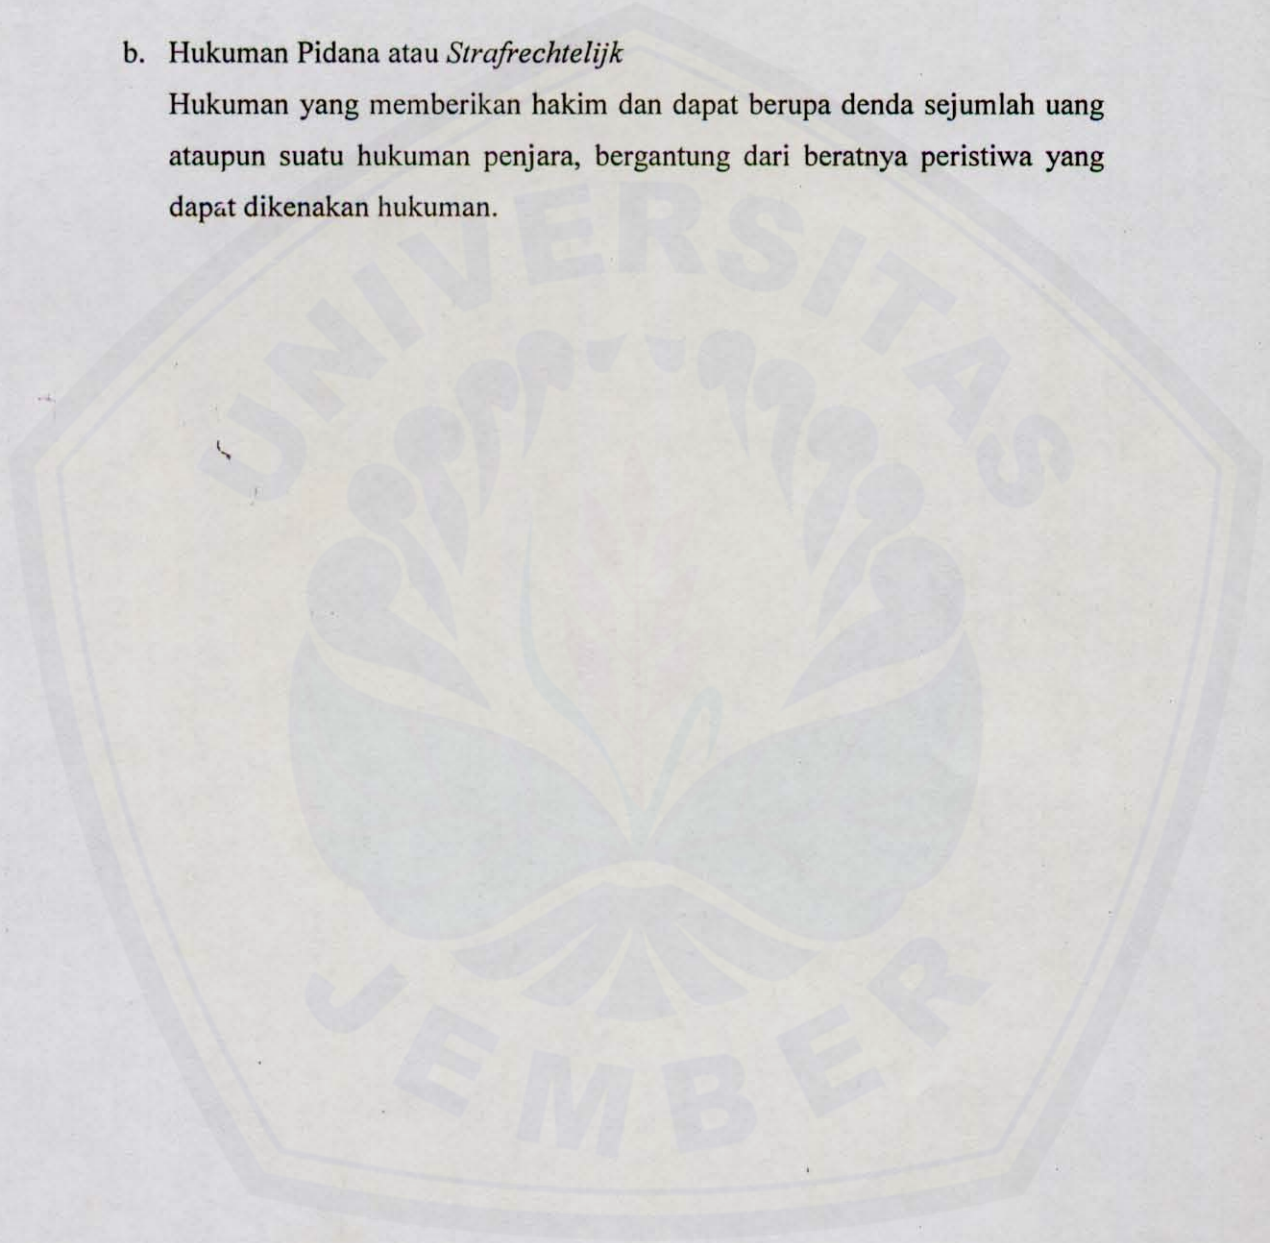 b. Hukuman Pidana atau Strafrechtelijk
Hukuman yang memberikan hakim dan dapat berupa denda sejumlah uang
ataupun suatu hukuman penjara, bergantung dari beratnya peristiwa yang
dapat dikenakan hukuman.
UNIVERSITAS
JEMBER